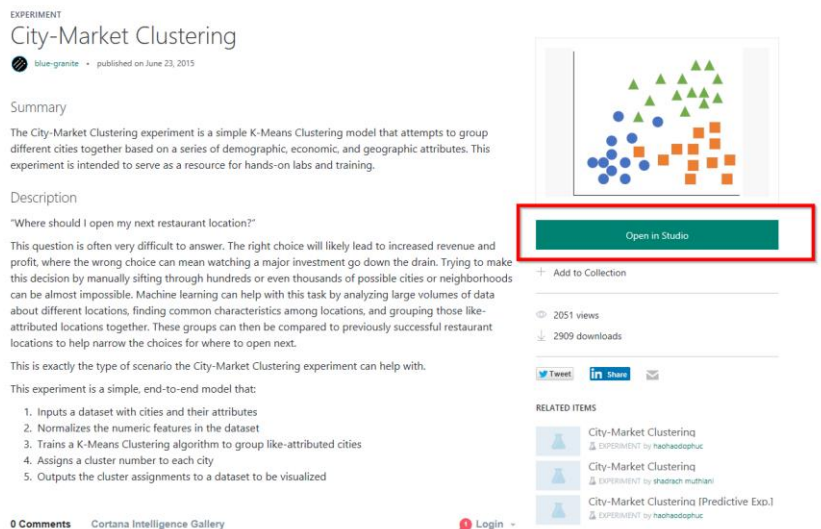 EXPERIMENT
City-Market Clustering
blue-granite • published on June 23, 2015
Summary
The City-Market Clustering experiment is a simple K-Means Clustering model that attempts to group
different cities together based on a series of demographic, economic, and geographic attributes. This
experiment is intended to serve as a resource for hands-on labs and training.
Description
"Where should I open my next restaurant location?"
This question is often very difficult to answer. The right choice will likely lead to increased revenue and
profit, where the wrong choice can mean watching a major investment go down the drain. Trying to make
this decision by manually sifting through hundreds or even thousands of possible cities or neighborhoods
can be almost impossible. Machine learning can help with this task by analyzing large volumes of data
about different locations, finding common characteristics among locations, and grouping those like-
attributed locations together. These groups can then be compared to previously successful restaurant
locations to help narrow the choices for where to open next.
This is exactly the type of scenario the City-Market Clustering experiment can help with.
This experiment is a simple, end-to-end model that:
1. Inputs a dataset with cities and their attributes
2. Normalizes the numeric features in the dataset
3. Trains a K-Means Clustering algorithm to group like-attributed cities
4. Assigns a cluster number to each city
5. Outputs the cluster assignments to a dataset to be visualized
0 Comments Cortana Intelligence Gallery 1 Login
Open in Studio
+ Add to Collection
2051 views
2909 downloads
Tweet in Share
RELATED ITEMS
City-Market Clustering
EXPERIMENT by haohaodophuc
City-Market Clustering
EXPERIMENT by shadrach muthiani
City-Market Clustering [Predictive Exp.]
EXPERIMENT by haohaodophuc